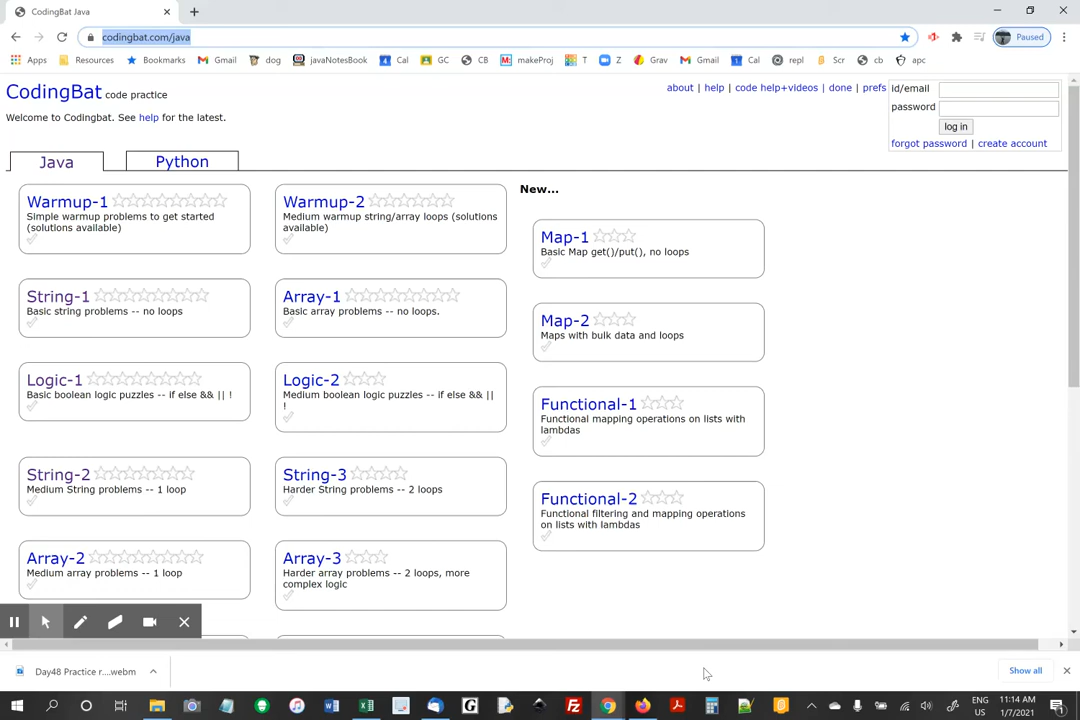 CodingBat Java
codingbat.com/java
Paused
Apps Resources Bookmarks Gmail dog javaNotesBook Cal GC CB makeProj T Z Grav Gmail Cal repl Scr cb apc
CodingBat code practice
about | help | code help+videos | done | prefs
id/email
password
log in
forgot password | create account
Welcome to Codingbat. See help for the latest.
Java Python
Warmup-1
Simple warmup problems to get started
(solutions available)
Warmup-2
Medium warmup string/array loops (solutions
available)
New...
Map-1
Basic Map get()/put(), no loops
String-1
Basic string problems -- no loops
Array-1
Basic array problems -- no loops.
Map-2
Maps with bulk data and loops
Logic-1
Basic boolean logic puzzles -- if else && || !
Logic-2
Medium boolean logic puzzles -- if else && ||
!
Functional-1
Functional mapping operations on lists with
lambdas
String-2
Medium String problems -- 1 loop
String-3
Harder String problems -- 2 loops
Functional-2
Functional filtering and mapping operations
on lists with lambdas
Array-2
Medium array problems -- 1 loop
Array-3
Harder array problems -- 2 loops, more
complex logic
Day48 Practice r....webm
Show all
ENG
US
11:14 AM
1/7/2021